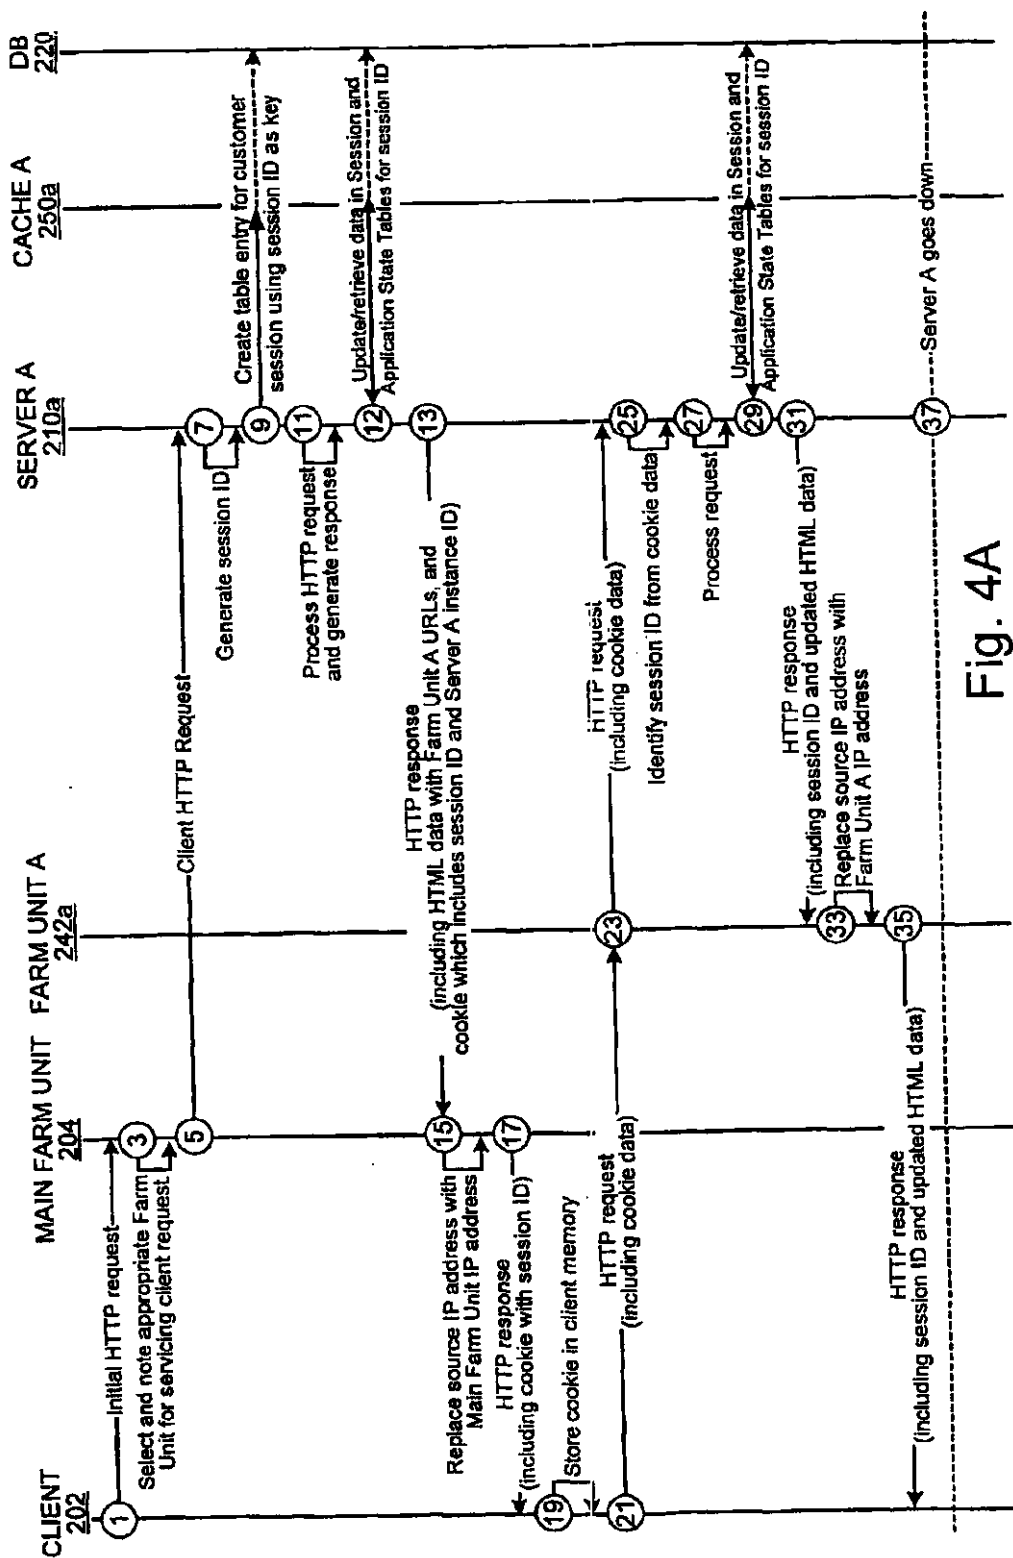 CLIENT
202
MAIN FARM UNIT
204
FARM UNIT A
242a
SERVER A
210a
CACHE A
250a
DB
220
1
Initial HTTP request
3
Select and note appropriate Farm
Unit for servicing client request
5
Client HTTP Request
7
Generate session ID
9
Create table entry for customer
session using session ID as key
11
Process HTTP request
and generate response
12
Update/retrieve data in Session and
Application State Tables for session ID
13
HTTP response
(including HTML data with Farm Unit A URLs, and
cookie which includes session ID and Server A instance ID)
15
Replace source IP address with
Main Farm Unit IP address
17
HTTP response
(including cookie with session ID)
19
Store cookie in client memory
21
HTTP request
(including cookie data)
23
HTTP request
(including cookie data)
25
Identify session ID from cookie data
27
Process request
29
Update/retrieve data in Session and
Application State Tables for session ID
31
HTTP response
(including session ID and updated HTML data)
33
Replace source IP address with
Farm Unit A IP address
35
HTTP response
(including session ID and updated HTML data)
37
Server A goes down
Fig. 4A